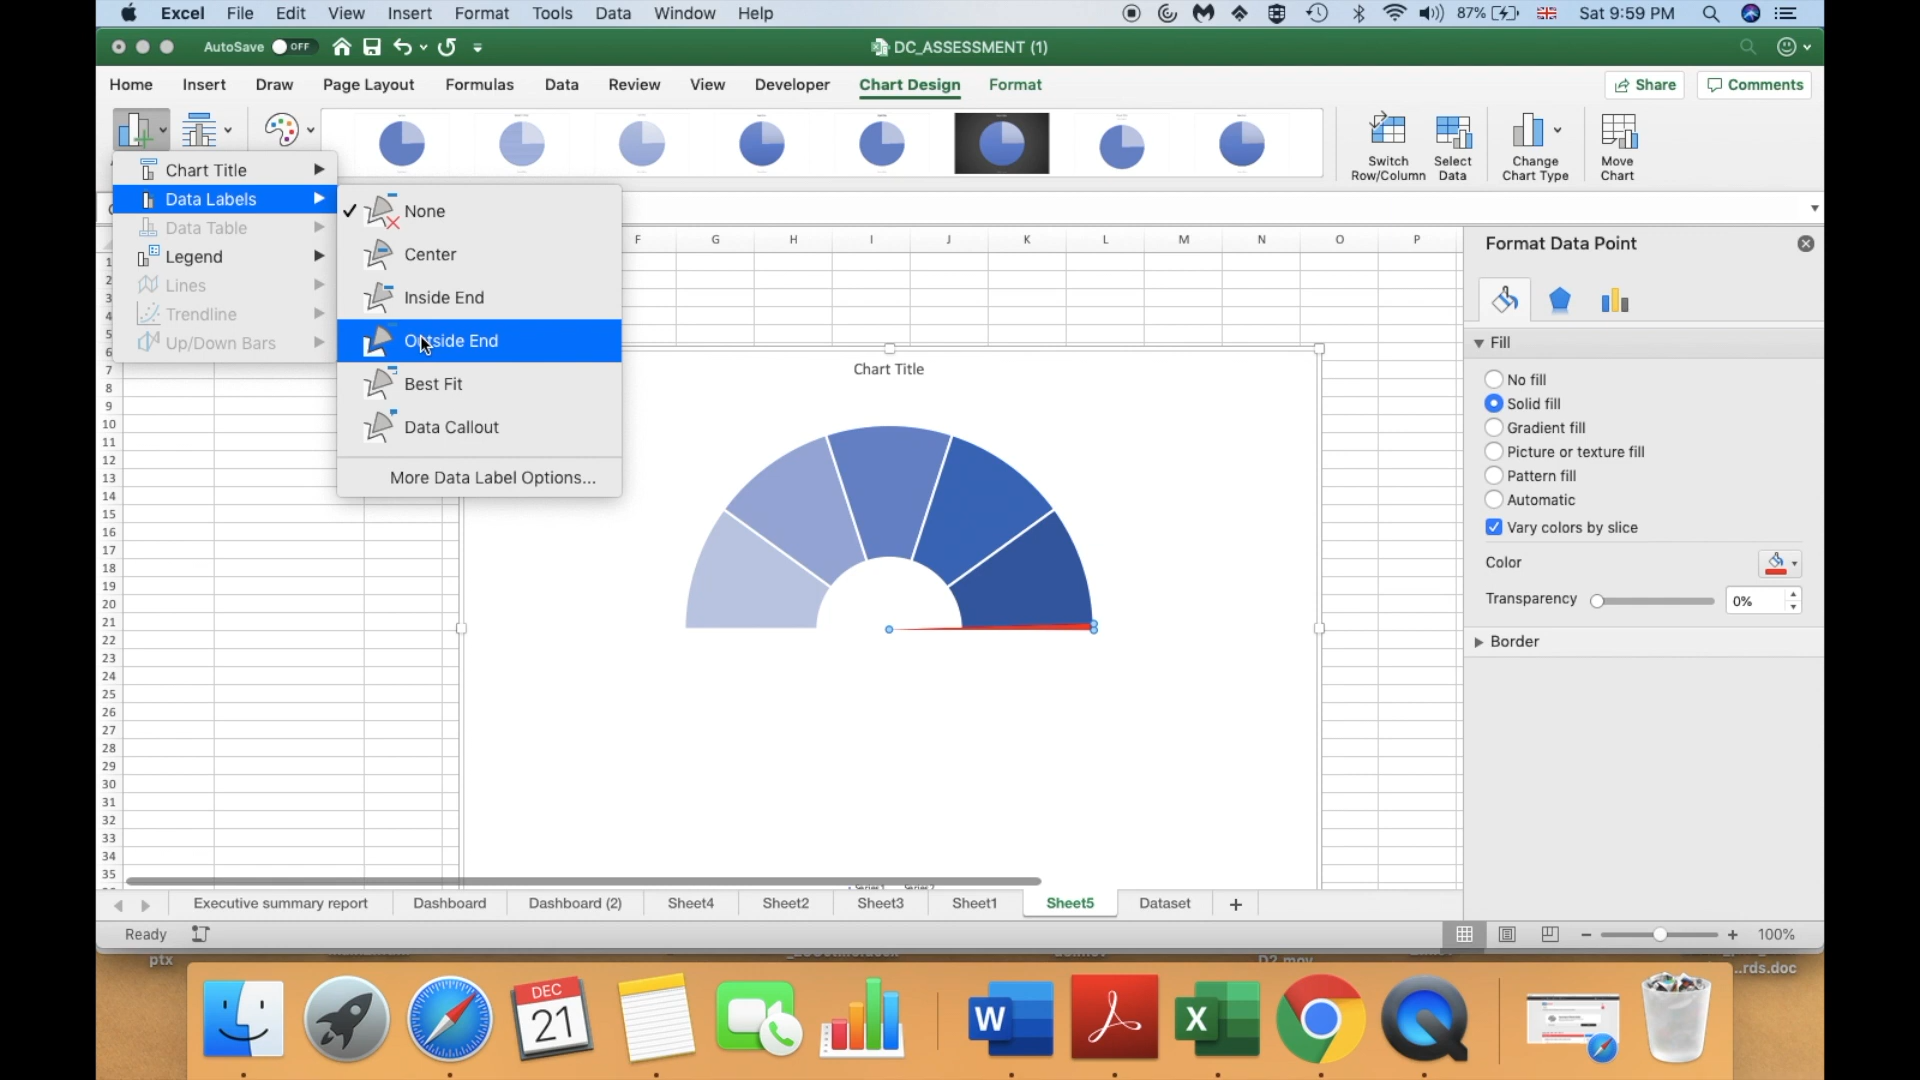 Excel File Edit View Insert Format Tools Data Window Help 87% Sat 9:59 PM
AutoSave OFF DC_ASSESSMENT (1)
Home Insert Draw Page Layout Formulas Data Review View Developer Chart Design Format Share Comments
Switch Row/Column
Select Data
Change Chart Type
Move Chart
Chart Title
Data Labels
Data Table
Legend
Lines
Trendline
Up/Down Bars
None
Center
Inside End
Outside End
Best Fit
Data Callout
More Data Label Options...
F G H I J K L M N O P
1
2
3
4
5
6
7
8
9
10
11
12
13
14
15
16
17
18
19
20
21
22
23
24
25
26
27
28
29
30
31
32
33
34
35
Chart Title
Series1 Series2
Format Data Point
Fill
No fill
Solid fill
Gradient fill
Picture or texture fill
Pattern fill
Automatic
Vary colors by slice
Color
Transparency 0%
Border
Executive summary report Dashboard Dashboard (2) Sheet4 Sheet2 Sheet3 Sheet1 Sheet5 Dataset
Ready 100%
ptx
D2.mov
..rds.doc
DEC
21
W
X